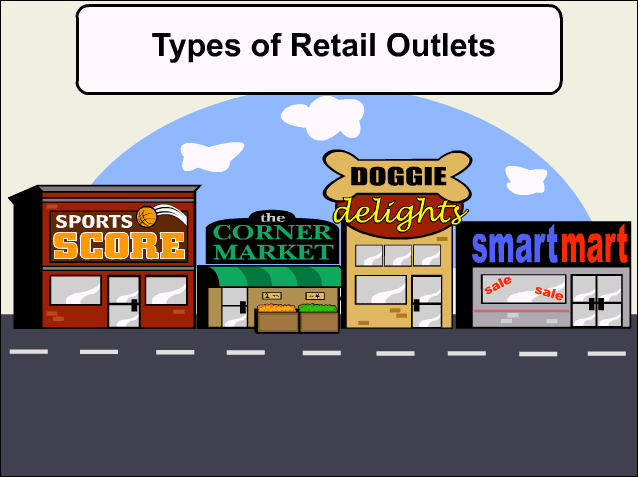 Types of Retail Outlets
SPORTS
SCORE
the
CORNER
MARKET
DOGGIE
delights
smartmart
sale
sale